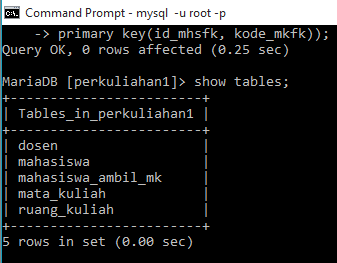 Command Prompt - mysql -u root -p
-> primary key(id_mhsfk, kode_mkfk));
Query OK, 0 rows affected (0.25 sec)
MariaDB [perkuliahan1]> show tables;
+------------------------+
| Tables_in_perkuliahan1 |
+------------------------+
| dosen                  |
| mahasiswa              |
| mahasiswa_ambil_mk     |
| mata_kuliah            |
| ruang_kuliah           |
+------------------------+
5 rows in set (0.00 sec)